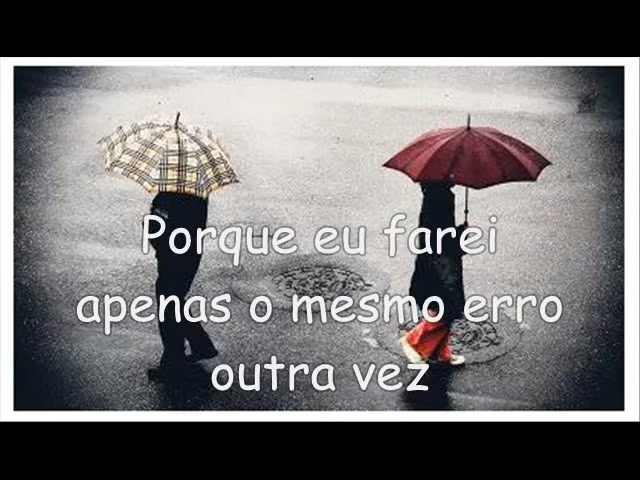 Porque eu farei
apenas o mesmo erro
outra vez